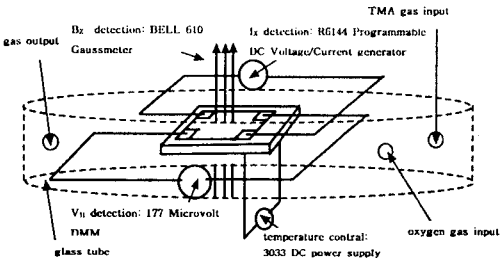 TMA gas input
Bz detection: BELL 610
Gaussmeter
Ix detection: R6144 Programmable
DC Voltage/Current generator
gas output
VH detection: 177 Microvolt
DMM
glass tube
temperature contral:
3033 DC power supply
oxygen gas input